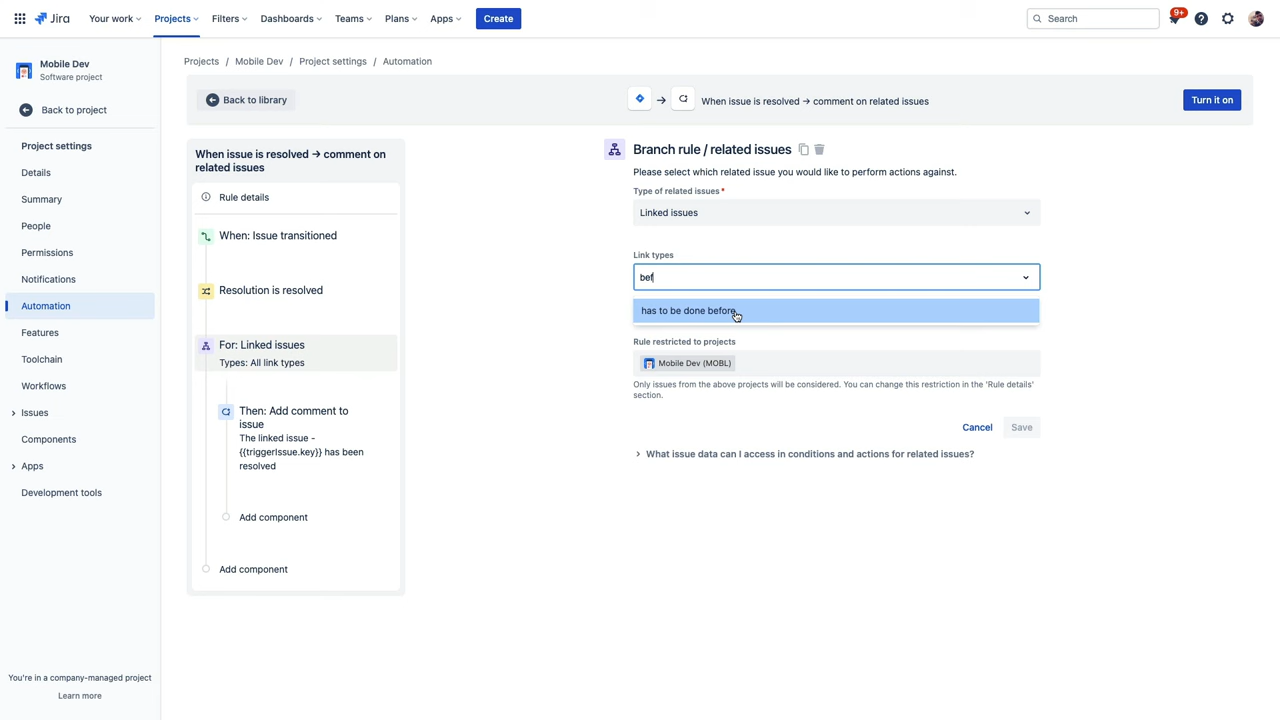 Jira
Your work
Projects
Filters
Dashboards
Teams
Plans
Apps
Create
Search
9+
Mobile Dev
Software project
Back to project
Project settings
Details
Summary
People
Permissions
Notifications
Automation
Features
Toolchain
Workflows
Issues
Components
Apps
Development tools
You're in a company-managed project
Learn more
Projects / Mobile Dev / Project settings / Automation
Back to library
When issue is resolved → comment on related issues
Turn it on
When issue is resolved → comment on
related issues
Rule details
When: Issue transitioned
Resolution is resolved
For: Linked issues
Types: All link types
Then: Add comment to
issue
The linked issue -
{{triggerIssue.key}} has been
resolved
Add component
Add component
Branch rule / related issues
Please select which related issue you would like to perform actions against.
Type of related issues*
Linked issues
Link types
bef
has to be done before
Rule restricted to projects
Mobile Dev (MOBL)
Only issues from the above projects will be considered. You can change this restriction in the 'Rule details'
section.
Cancel
Save
What issue data can I access in conditions and actions for related issues?